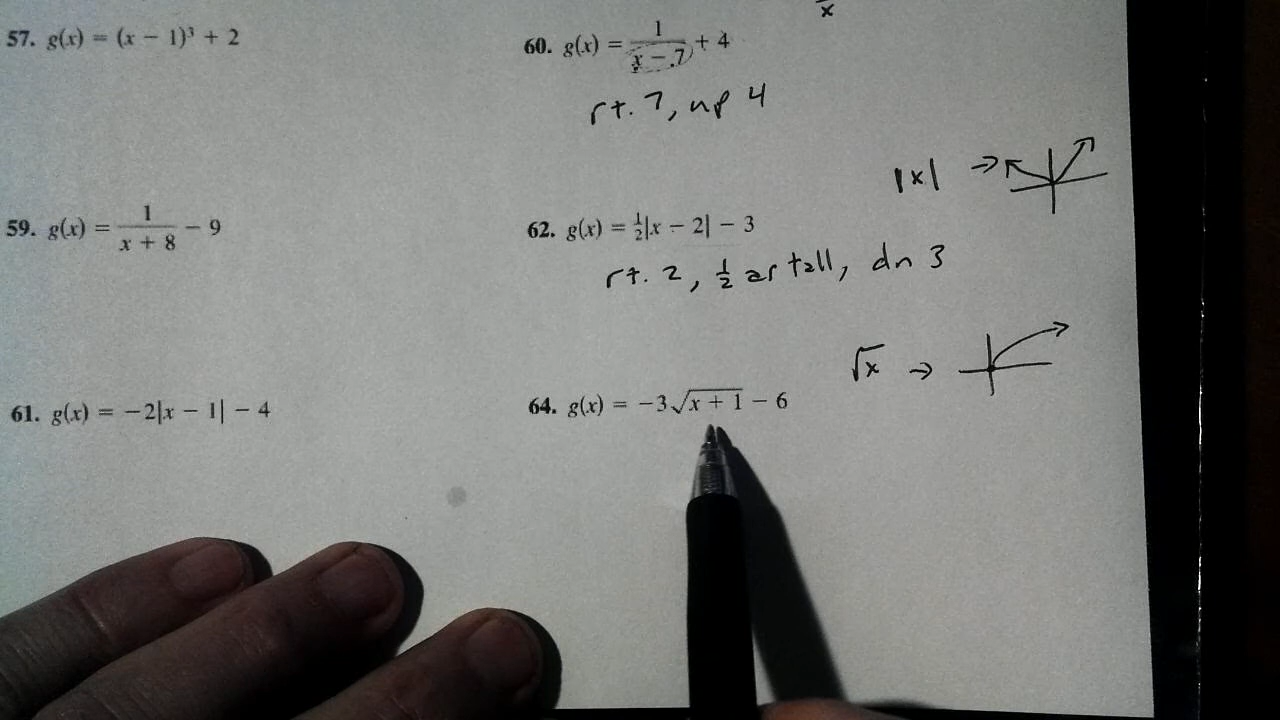 x
57. g(x) = (x − 1)³ + 2
60. g(x) = 1/(x − 7) + 4
rt. 7, up 4
|x| →
59. g(x) = 1/(x + 8) − 9
62. g(x) = ½|x − 2| − 3
rt. 2, ½ as tall, dn 3
√x →
61. g(x) = −2|x − 1| − 4
64. g(x) = −3√(x + 1) − 6